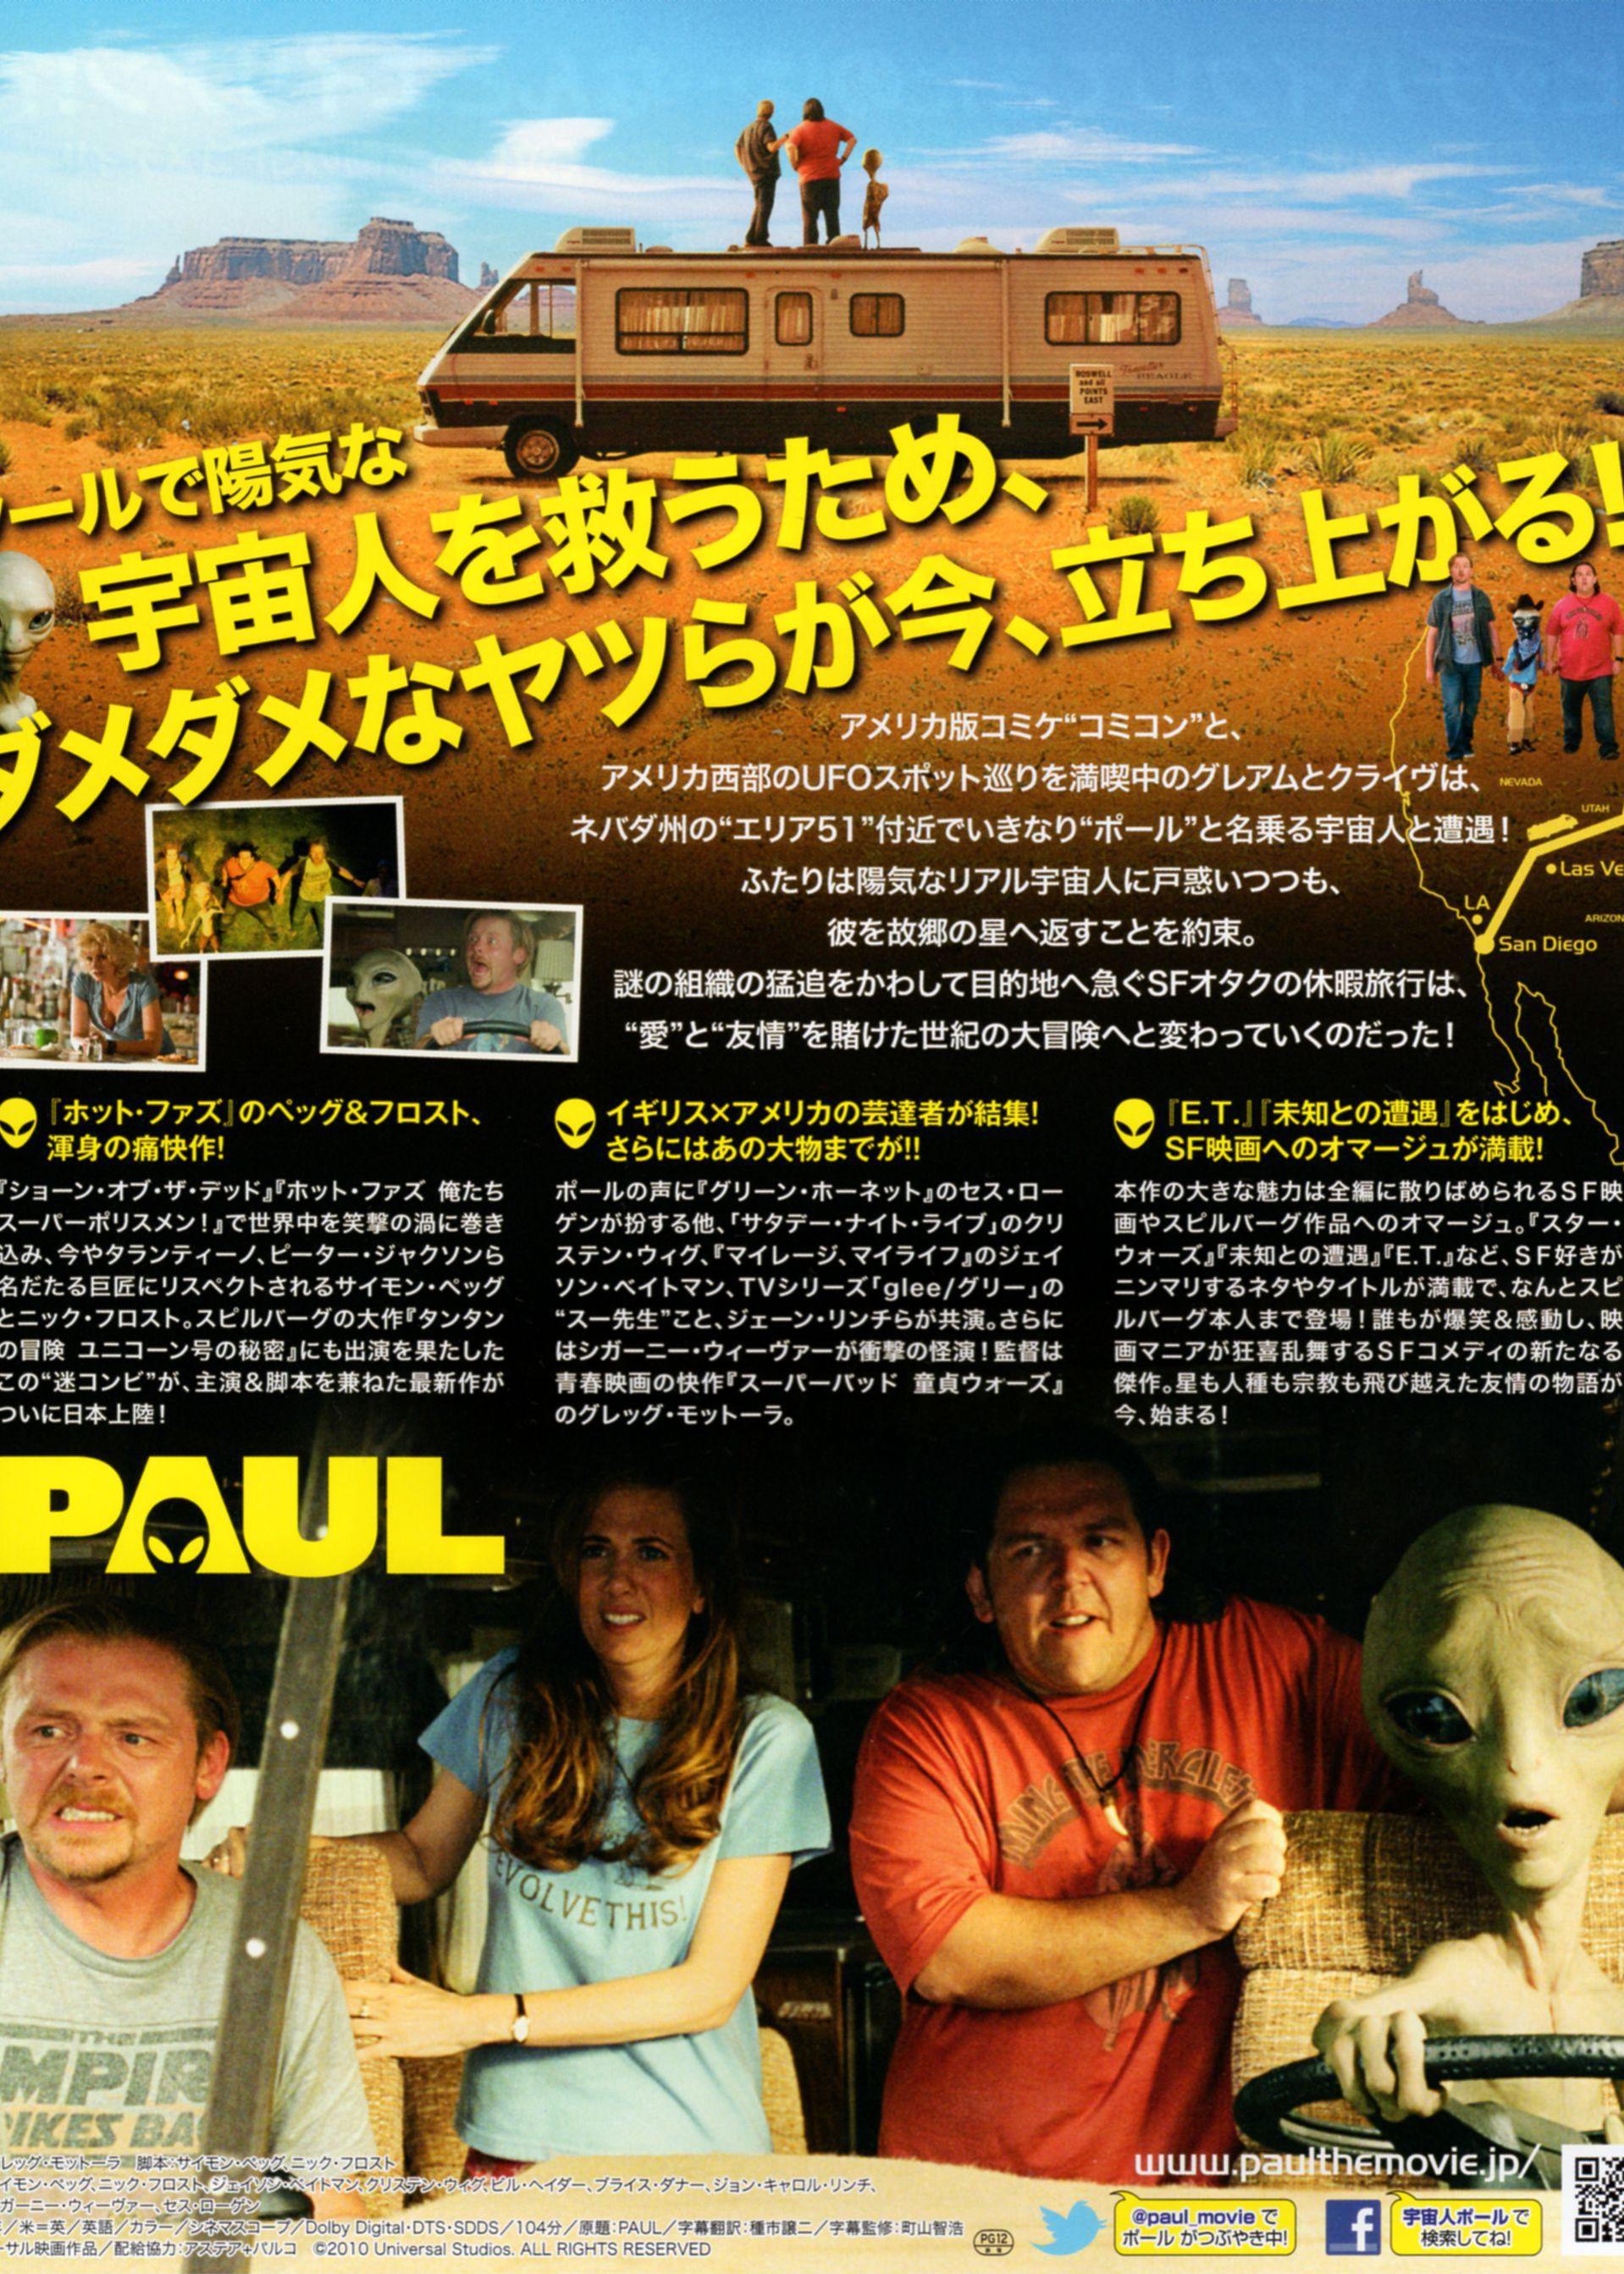 ールで陽気な
宇宙人を救うため、
ダメダメなヤツらが今、立ち上がる!
ROSWELL
and all
POINTS
EAST
Traveller
BEAGLE
アメリカ版コミケ“コミコン”と、
アメリカ西部のUFOスポット巡りを満喫中のグレアムとクライヴは、
ネバダ州の“エリア51”付近でいきなり“ポール”と名乗る宇宙人と遭遇!
ふたりは陽気なリアル宇宙人に戸惑いつつも、
彼を故郷の星へ返すことを約束。
謎の組織の猛追をかわして目的地へ急ぐSFオタクの休暇旅行は、
“愛”と“友情”を賭けた世紀の大冒険へと変わっていくのだった!
NEVADA
UTAH
Las Ve
LA
ARIZON
San Diego
『ホット・ファズ』のペッグ&フロスト、
渾身の痛快作!
『ショーン・オブ・ザ・デッド』『ホット・ファズ 俺たち
スーパーポリスメン!』で世界中を笑撃の渦に巻き
込み、今やタランティーノ、ピーター・ジャクソンら
名だたる巨匠にリスペクトされるサイモン・ペッグ
とニック・フロスト。スピルバーグの大作『タンタン
の冒険 ユニコーン号の秘密』にも出演を果たした
この“迷コンビ”が、主演&脚本を兼ねた最新作が
ついに日本上陸!
イギリス×アメリカの芸達者が結集!
さらにはあの大物までが!!
ポールの声に『グリーン・ホーネット』のセス・ロー
ゲンが扮する他、「サタデー・ナイト・ライブ」のクリ
ステン・ウィグ、『マイレージ、マイライフ』のジェイ
ソン・ベイトマン、TVシリーズ「glee/グリー」の
“スー先生”こと、ジェーン・リンチらが共演。さらに
はシガーニー・ウィーヴァーが衝撃の怪演!監督は
青春映画の快作『スーパーバッド 童貞ウォーズ』
のグレッグ・モットーラ。
『E.T.』『未知との遭遇』をはじめ、
SF映画へのオマージュが満載!
本作の大きな魅力は全編に散りばめられるSF映
画やスピルバーグ作品へのオマージュ。『スター・
ウォーズ』『未知との遭遇』『E.T.』など、SF好きが
ニンマリするネタやタイトルが満載で、なんとスピ
ルバーグ本人まで登場!誰もが爆笑&感動し、映
画マニアが狂喜乱舞するSFコメディの新たなる
傑作。星も人種も宗教も飛び越えた友情の物語が
今、始まる!
PAUL
EVOLVE THIS!
MING THE MERCILESS
THE
MPIR
IKES BA
レッグ・モットーラ 脚本:サイモン・ペッグ、ニック・フロスト
イモン・ペッグ、ニック・フロスト、ジェイソン・ベイトマン、クリステン・ウィグ、ビル・ヘイダー、ブライス・ダナー、ジョン・キャロル・リンチ、
ガーニー・ウィーヴァー、セス・ローゲン
/米=英/英語/カラー/シネマスコープ/Dolby Digital・DTS・SDDS/104分/原題:PAUL/字幕翻訳:種市譲二/字幕監修:町山智浩
ーサル映画作品/配給協力:アステア+パルコ ©2010 Universal Studios. ALL RIGHTS RESERVED
PG12
www.paulthemovie.jp/
@paul_movie で
ポール がつぶやき中!
f
宇宙人ポール で
検索してね!